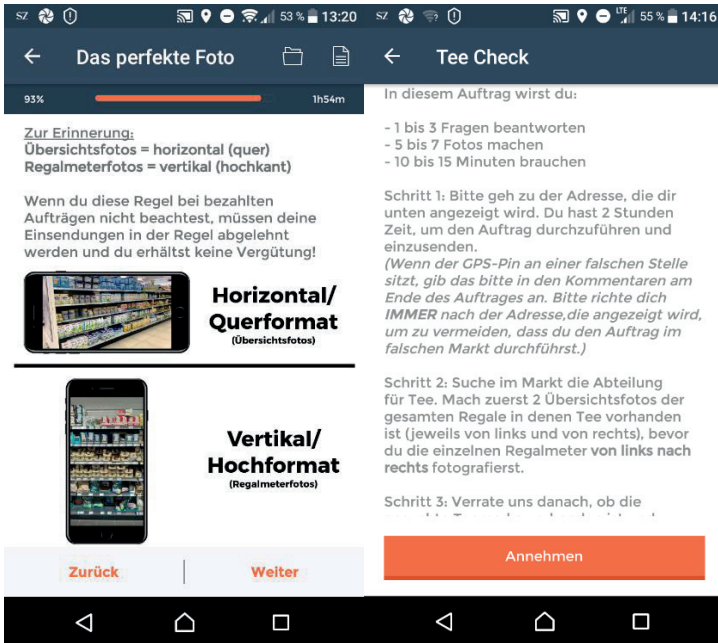 SZ 53 % 13:20
Das perfekte Foto
93% 1h54m
Zur Erinnerung:
Übersichtsfotos = horizontal (quer)
Regalmeterfotos = vertikal (hochkant)
Wenn du diese Regel bei bezahlten
Aufträgen nicht beachtest, müssen deine
Einsendungen in der Regel abgelehnt
werden und du erhältst keine Vergütung!
Horizontal/
Querformat
(Übersichtsfotos)
Vertikal/
Hochformat
(Regalmeterfotos)
Zurück Weiter
SZ LTE 55 % 14:16
Tee Check
In diesem Auftrag wirst du:
- 1 bis 3 Fragen beantworten
- 5 bis 7 Fotos machen
- 10 bis 15 Minuten brauchen
Schritt 1: Bitte geh zu der Adresse, die dir
unten angezeigt wird. Du hast 2 Stunden
Zeit, um den Auftrag durchzuführen und
einzusenden.
(Wenn der GPS-Pin an einer falschen Stelle
sitzt, gib das bitte in den Kommentaren am
Ende des Auftrages an. Bitte richte dich
IMMER nach der Adresse,die angezeigt wird,
um zu vermeiden, dass du den Auftrag im
falschen Markt durchführst.)
Schritt 2: Suche im Markt die Abteilung
für Tee. Mach zuerst 2 Übersichtsfotos der
gesamten Regale in denen Tee vorhanden
ist (jeweils von links und von rechts), bevor
du die einzelnen Regalmeter von links nach
rechts fotografierst.
Schritt 3: Verrate uns danach, ob die
Annehmen